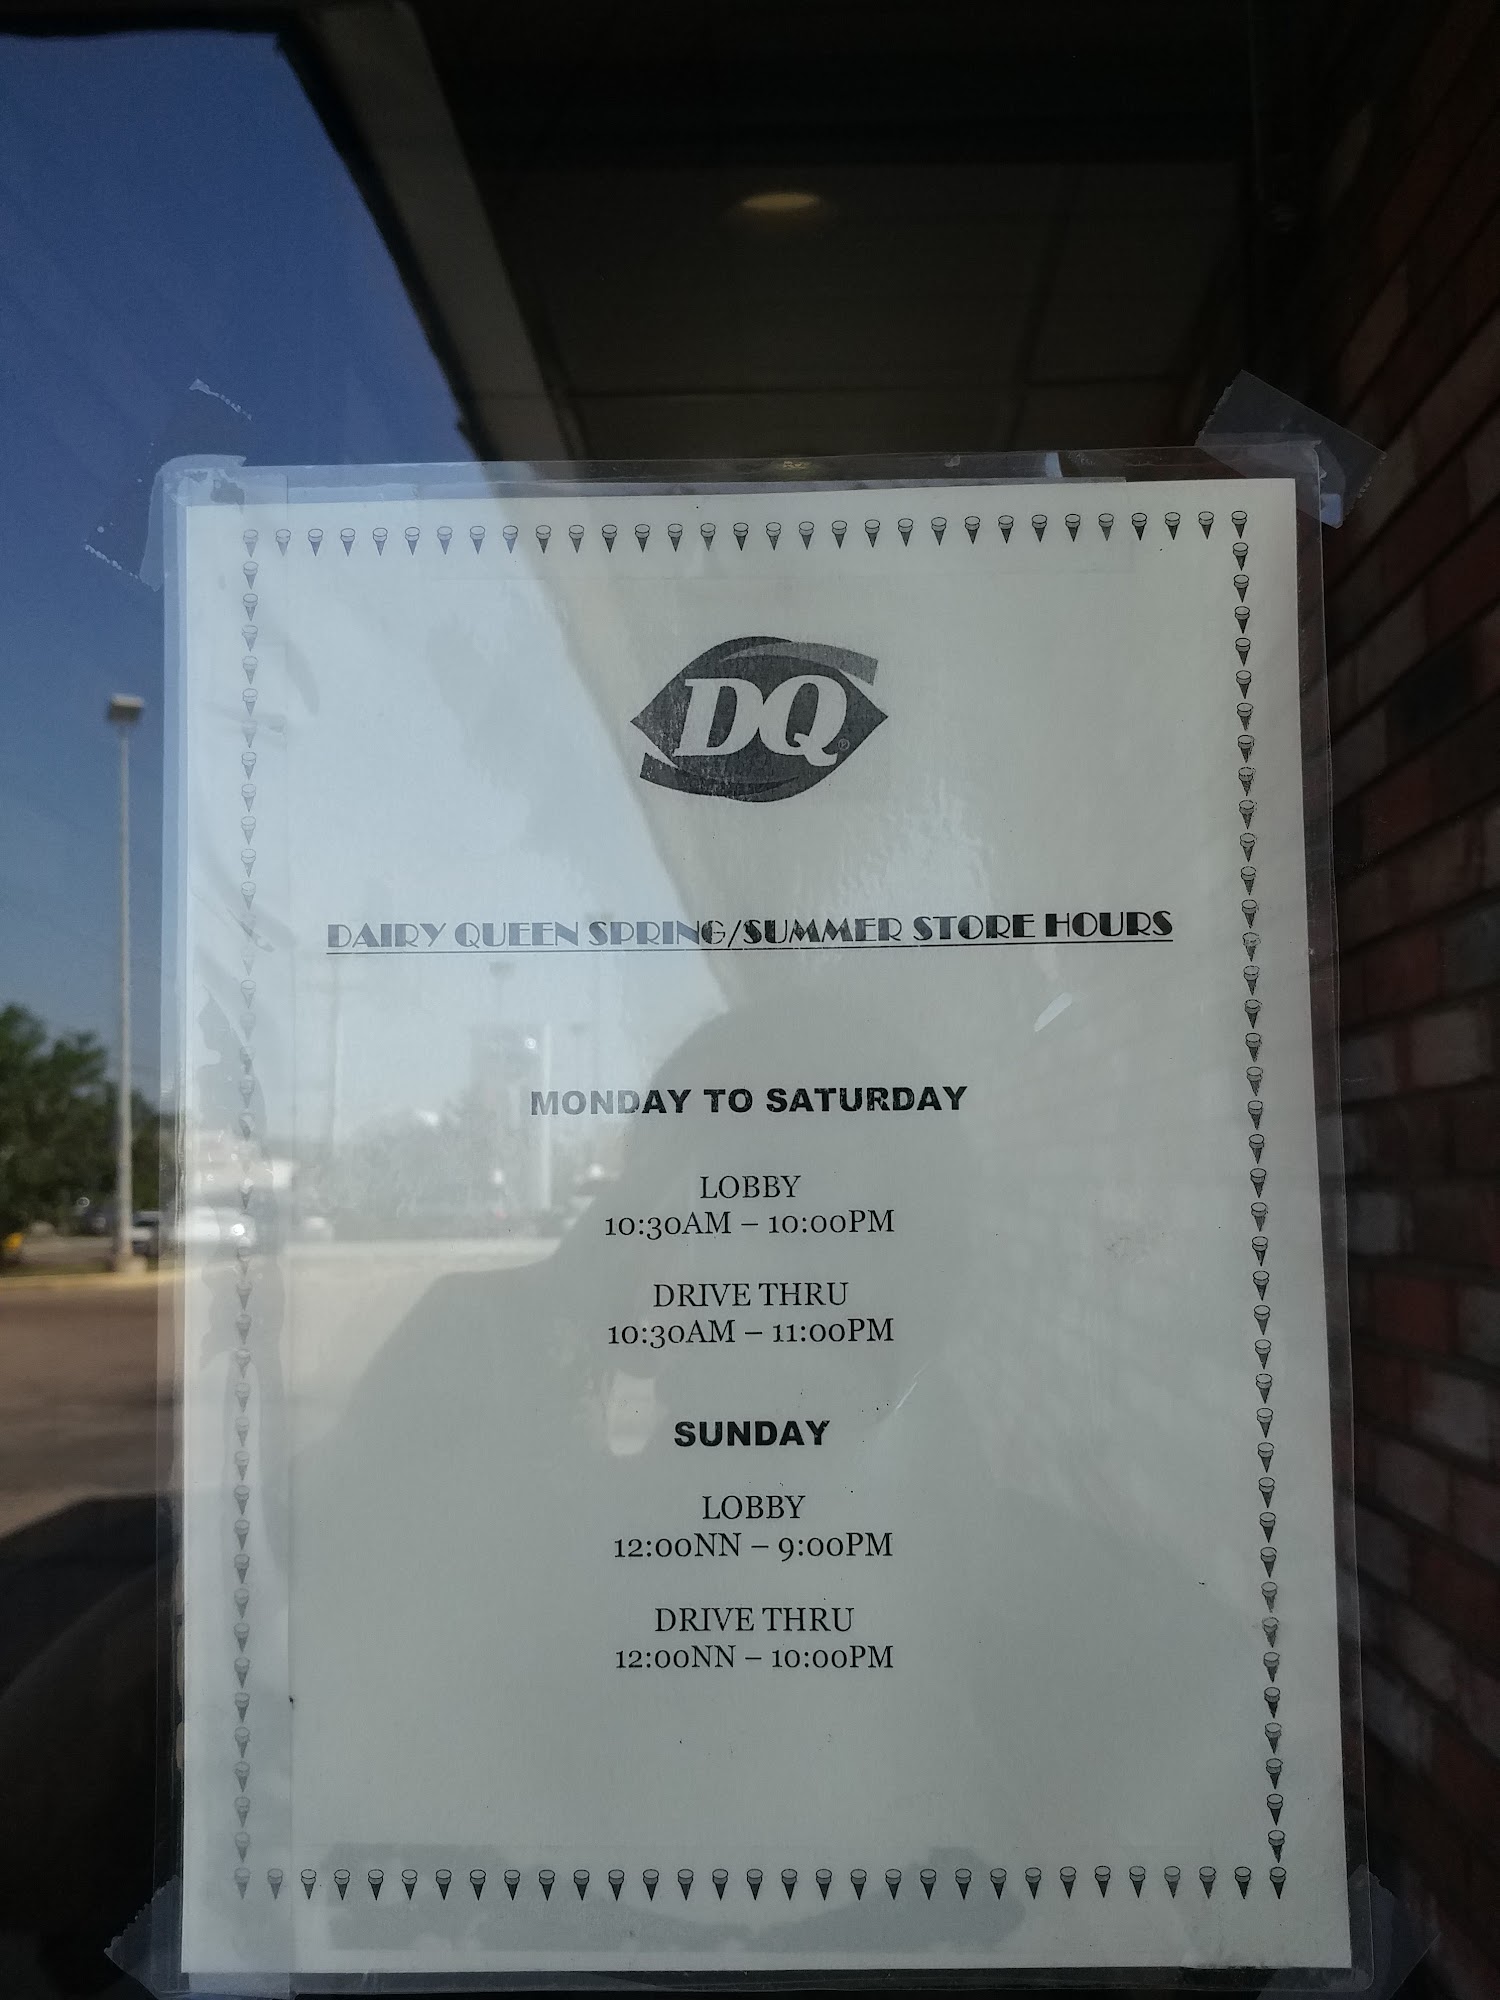 DQ®
DAIRY QUEEN SPRING/SUMMER STORE HOURS
MONDAY TO SATURDAY
LOBBY
10:30AM – 10:00PM
DRIVE THRU
10:30AM – 11:00PM
SUNDAY
LOBBY
12:00NN – 9:00PM
DRIVE THRU
12:00NN – 10:00PM